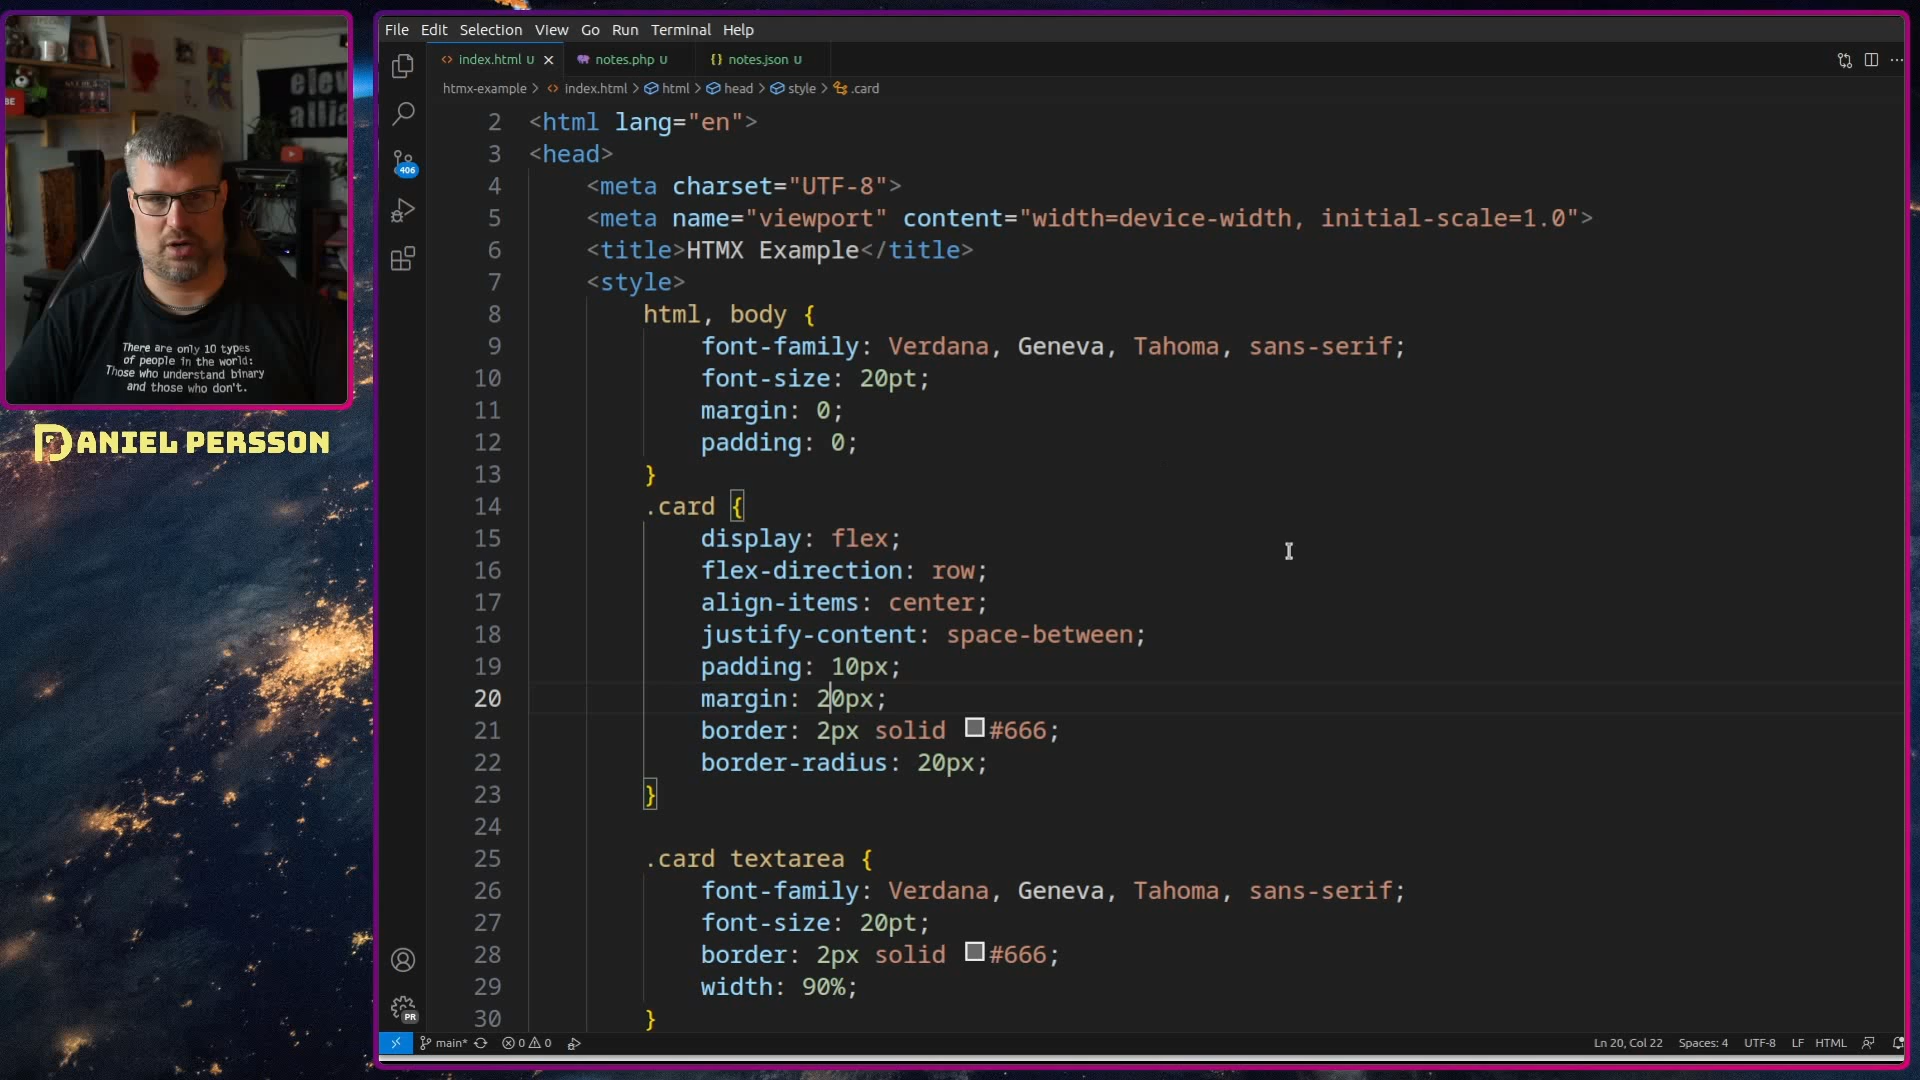 File Edit Selection View Go Run Terminal Help
index.html U
notes.php U
notes.json U
htmx-example > index.html > html > head > style > .card
2 <html lang="en">
3 <head>
4 <meta charset="UTF-8">
5 <meta name="viewport" content="width=device-width, initial-scale=1.0">
6 <title>HTMX Example</title>
7 <style>
8 html, body {
9 font-family: Verdana, Geneva, Tahoma, sans-serif;
10 font-size: 20pt;
11 margin: 0;
12 padding: 0;
13 }
14 .card {
15 display: flex;
16 flex-direction: row;
17 align-items: center;
18 justify-content: space-between;
19 padding: 10px;
20 margin: 20px;
21 border: 2px solid #666;
22 border-radius: 20px;
23 }
24
25 .card textarea {
26 font-family: Verdana, Geneva, Tahoma, sans-serif;
27 font-size: 20pt;
28 border: 2px solid #666;
29 width: 90%;
30 }
406
PR
main* 0 0
Ln 20, Col 22 Spaces: 4 UTF-8 LF HTML
There are only 10 types
of people in the world:
Those who understand binary
and those who don't.
DANIEL PERSSON